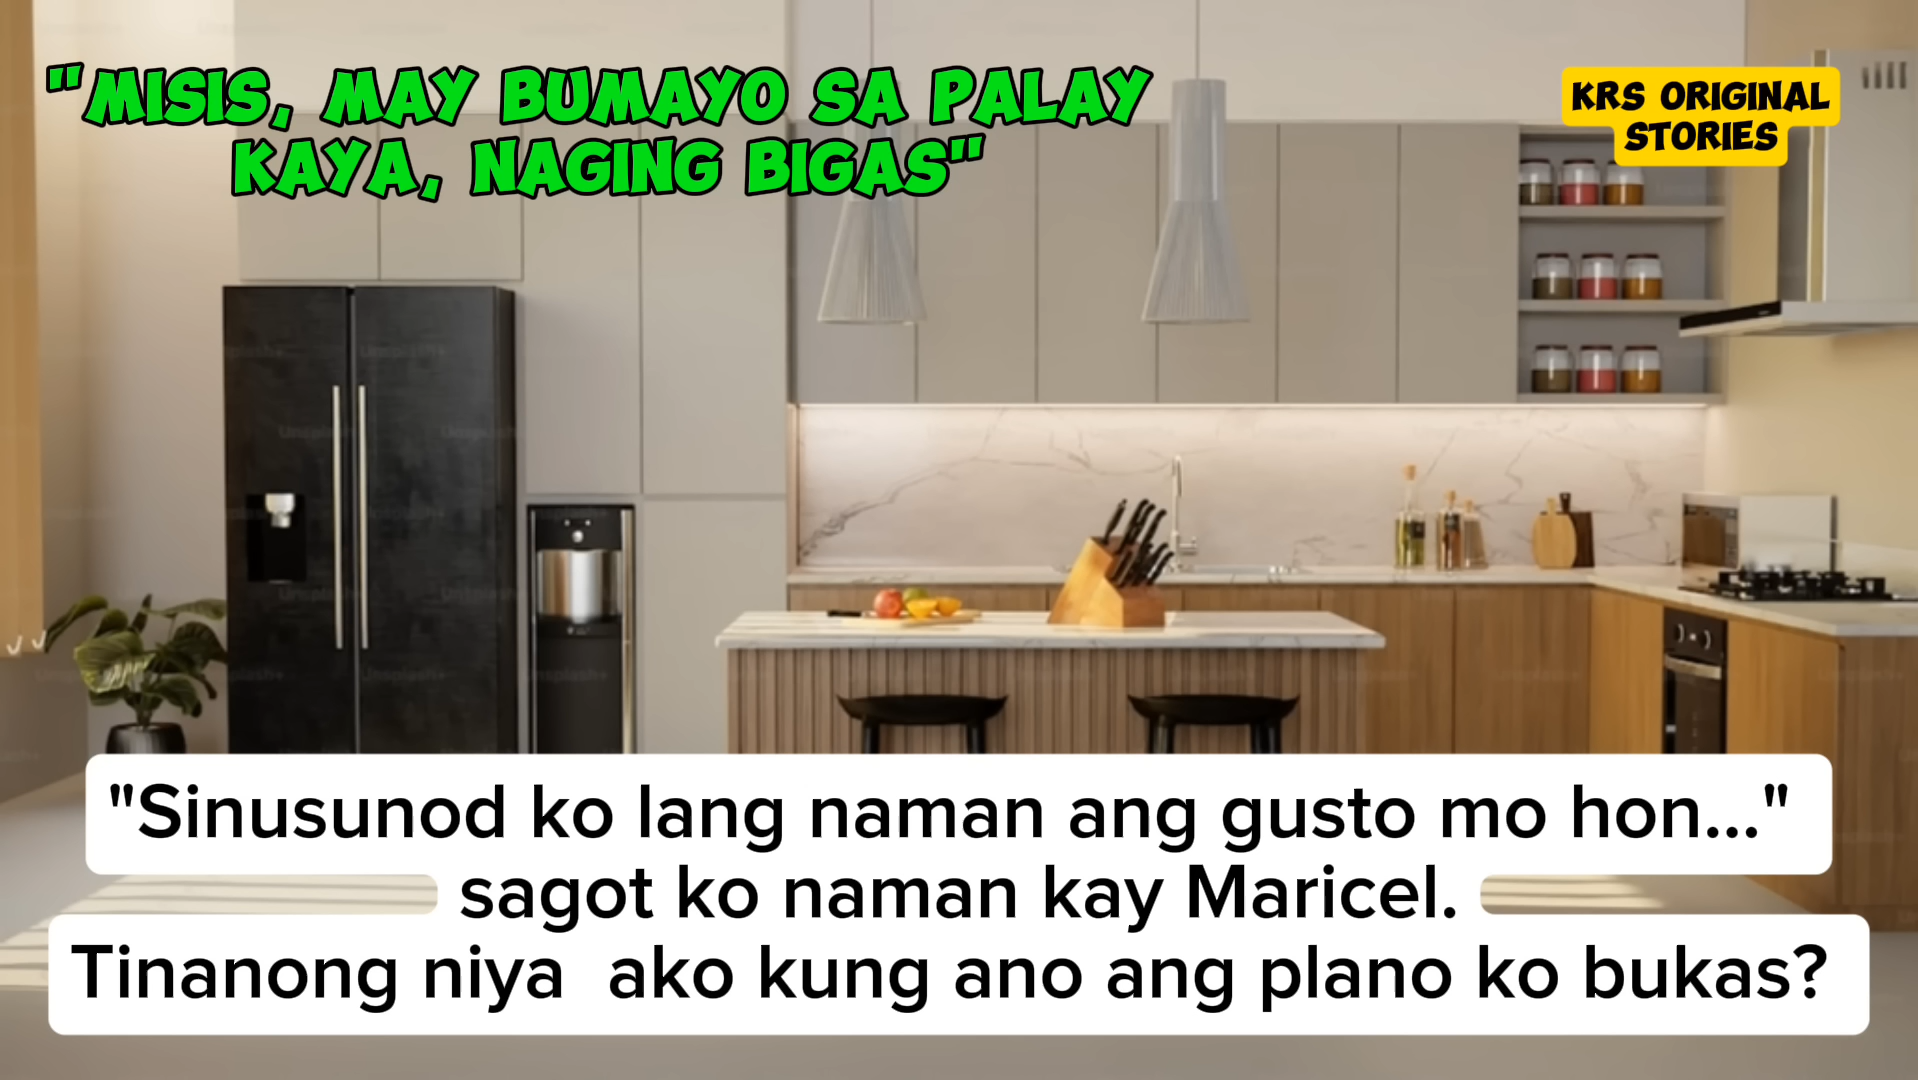 "MISIS, MAY BUMAYO SA PALAY
KAYA, NAGING BIGAS"
KRS ORIGINAL
STORIES
"Sinusunod ko lang naman ang gusto mo hon..."
sagot ko naman kay Maricel.
Tinanong niya  ako kung ano ang plano ko bukas?